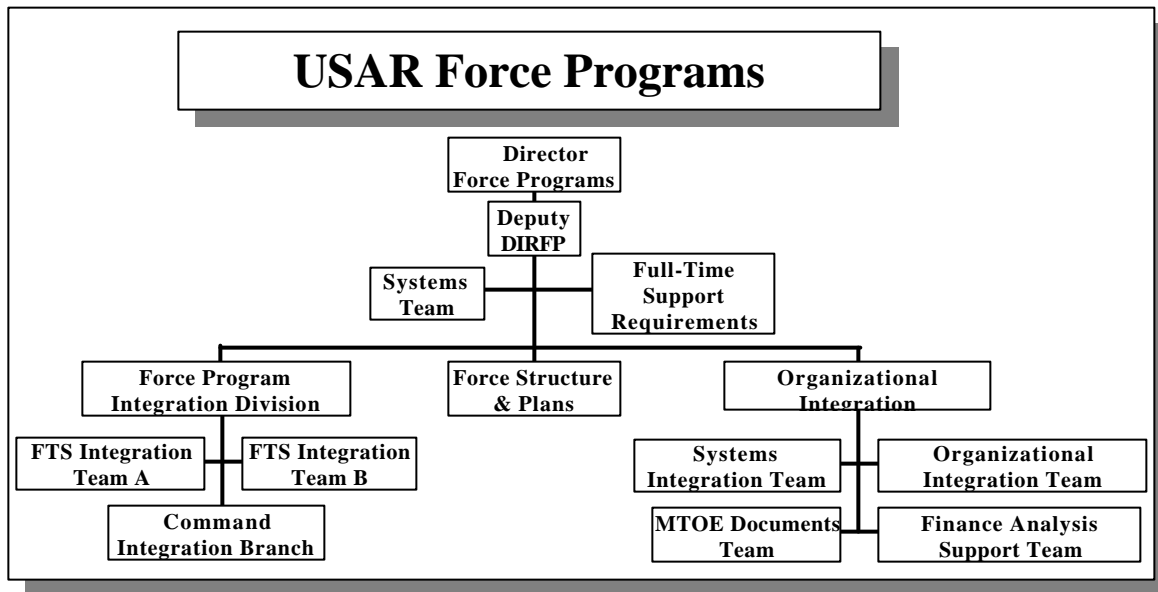 USAR Force Programs
Director
Force Programs
Deputy
DIRFP
Systems
Team
Full-Time
Support
Requirements
Force Program
Integration Division
Force Structure
& Plans
Organizational
Integration
FTS Integration
Team A
FTS Integration
Team B
Command
Integration Branch
Systems
Integration Team
Organizational
Integration Team
MTOE Documents
Team
Finance Analysis
Support Team